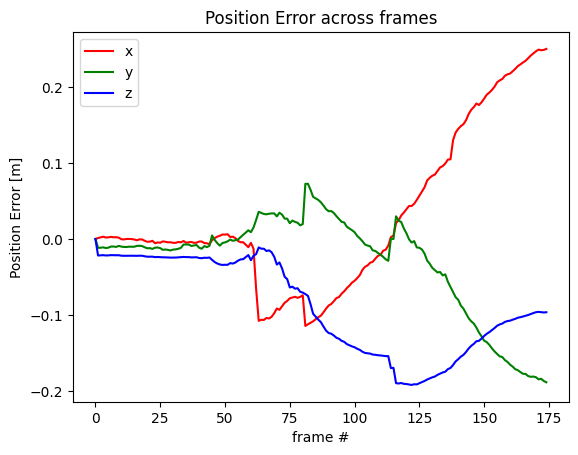 Position Error across frames
x
y
z
Position Error [m]
0.2
0.1
0.0
−0.1
−0.2
0
25
50
75
100
125
150
175
frame #